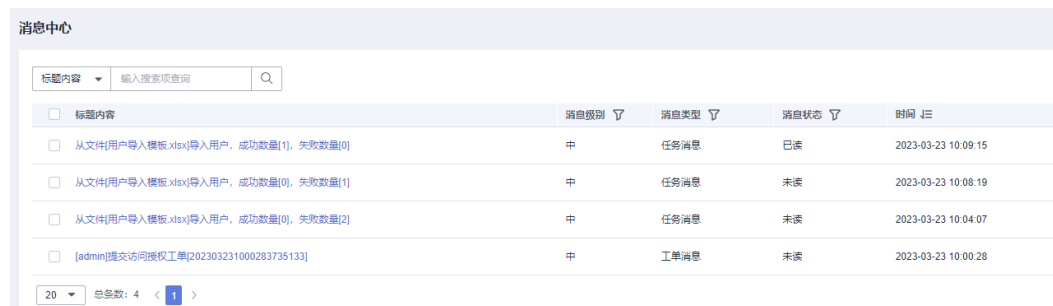 消息中心
标题内容 输入搜索项查询
标题内容 消息级别 消息类型 消息状态 时间
从文件[用户导入模板.xlsx]导入用户，成功数量[1]，失败数量[0] 中 任务消息 已读 2023-03-23 10:09:15
从文件[用户导入模板.xlsx]导入用户，成功数量[0]，失败数量[1] 中 任务消息 未读 2023-03-23 10:08:19
从文件[用户导入模板.xlsx]导入用户，成功数量[0]，失败数量[2] 中 任务消息 未读 2023-03-23 10:04:07
[admin]提交访问授权工单[202303231000283735133] 中 工单消息 未读 2023-03-23 10:00:28
20 总条数：4 < 1 >